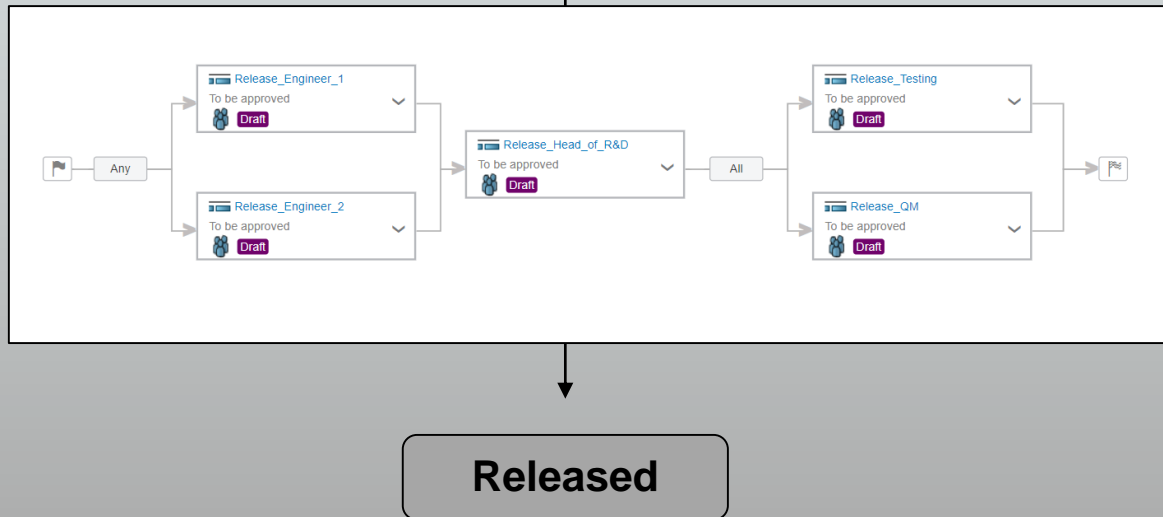 Any
Release_Engineer_1
To be approved
Draft
Release_Engineer_2
To be approved
Draft
Release_Head_of_R&D
To be approved
Draft
All
Release_Testing
To be approved
Draft
Release_QM
To be approved
Draft
Released